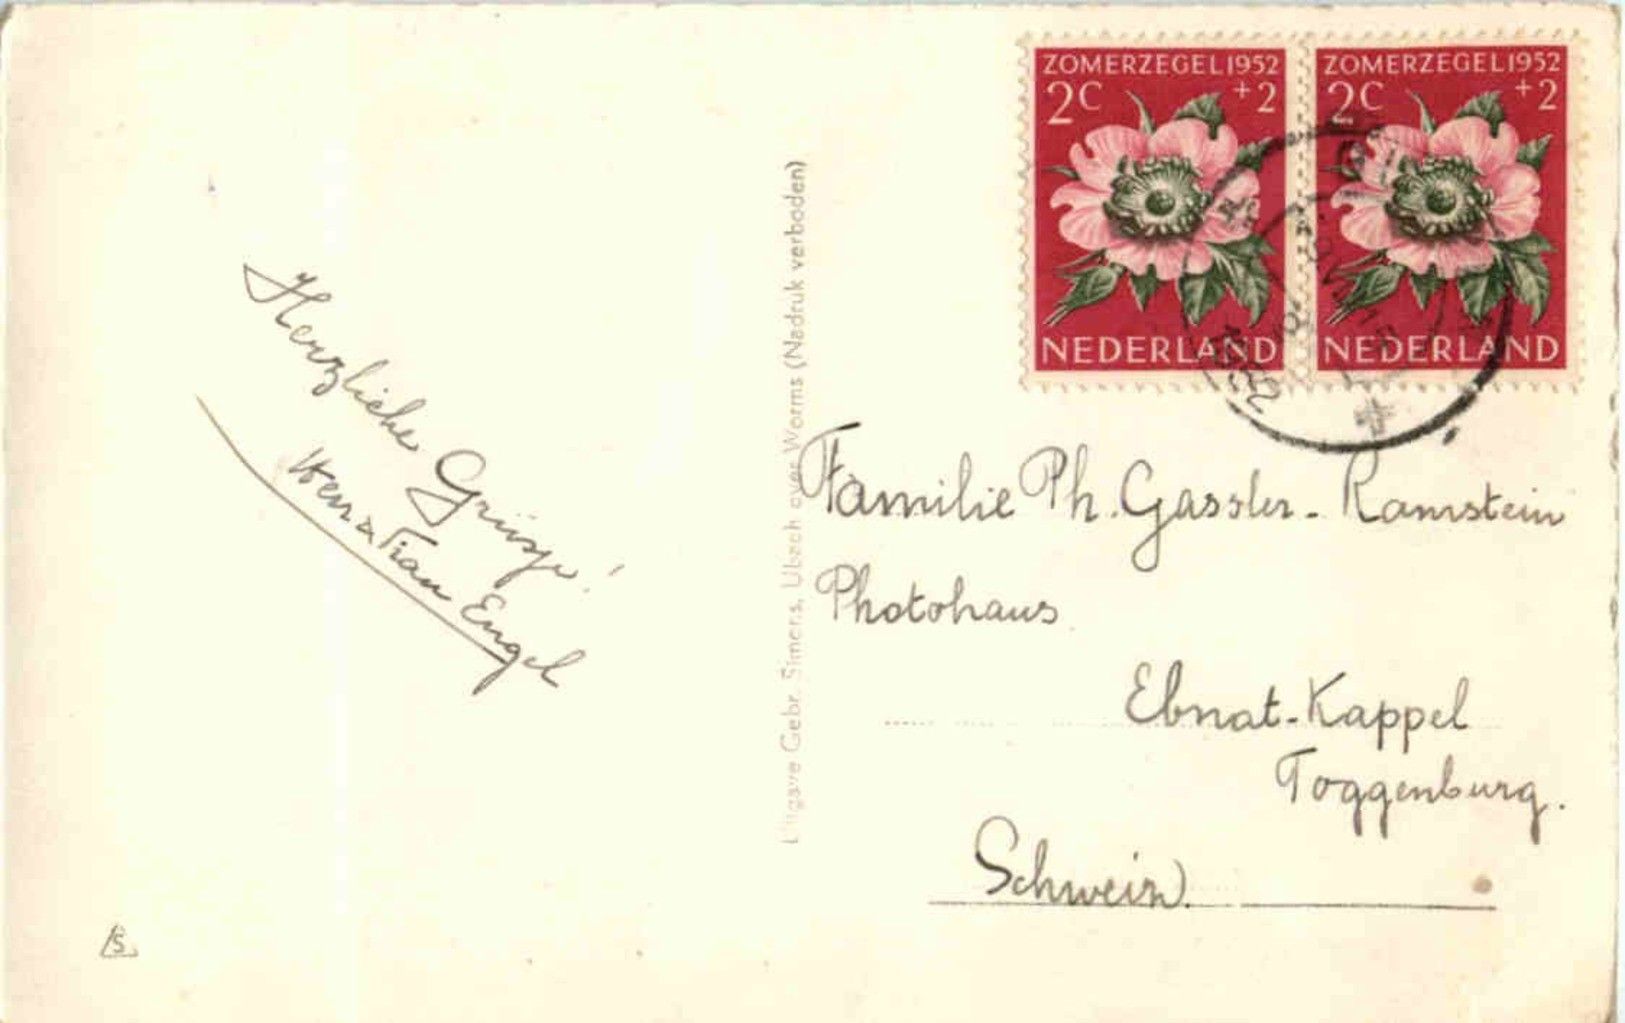 ZOMERZEGEL 1952
2C +2
NEDERLAND
ZOMERZEGEL 1952
2C +2
NEDERLAND
1952
Herzliche Grüsse!
Herr u Frau Engel
Uitgave Gebr. Simons, Ubach over Worms (Nadruk verboden)
Familie Ph. Gassler-Ramstein
Photohaus
Ebnat-Kappel
Toggenburg.
Schweiz